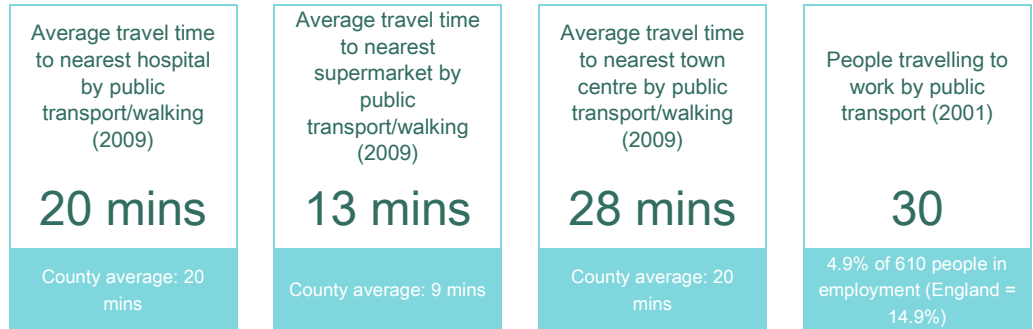 Average travel time
to nearest hospital
by public
transport/walking
(2009)
20 mins
County average: 20
mins
Average travel time
to nearest
supermarket by
public
transport/walking
(2009)
13 mins
County average: 9 mins
Average travel time
to nearest town
centre by public
transport/walking
(2009)
28 mins
County average: 20
mins
People travelling to
work by public
transport (2001)
30
4.9% of 610 people in
employment (England =
14.9%)